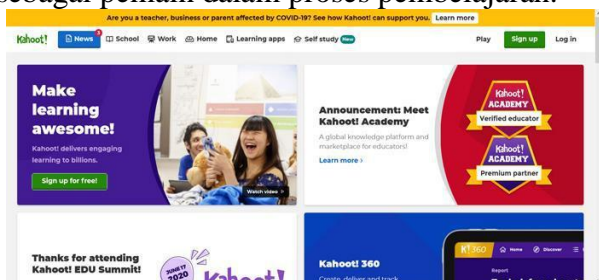 sebagai pemain dalam proses pembelajaran.
Are you a teacher, business or parent affected by COVID-19? See how Kahoot! can support you. Learn more
Kahoot! News School Work Home Learning apps Self study Play Sign up Log in
Make
learning
awesome!
Kahoot! delivers engaging
learning to billions.
Sign up for free!
Watch video
Announcement: Meet
Kahoot! Academy
A global knowledge platform and
marketplace for educators!
Learn more >
Kahoot!
ACADEMY
Verified educator
Kahoot!
ACADEMY
Premium partner
Thanks for attending
Kahoot! EDU Summit!
JUNE 17
2020
Kahoot!
Kahoot! 360
Create, deliver and track
K! 360 Home Discover
Report